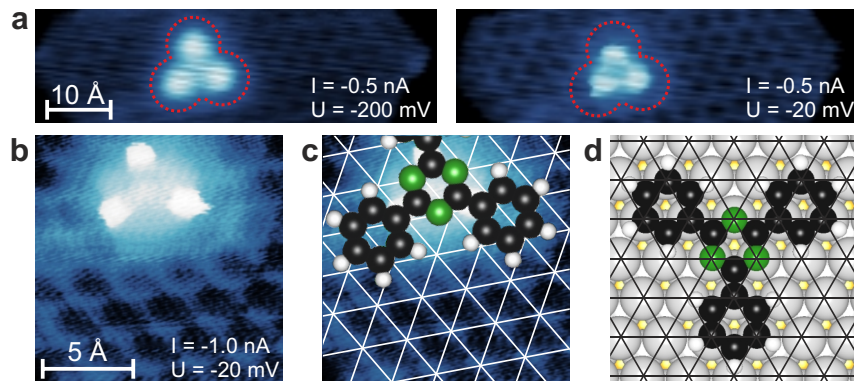 a
10 Å
I = -0.5 nA
U = -200 mV
I = -0.5 nA
U = -20 mV
b
5 Å
I = -1.0 nA
U = -20 mV
c
d